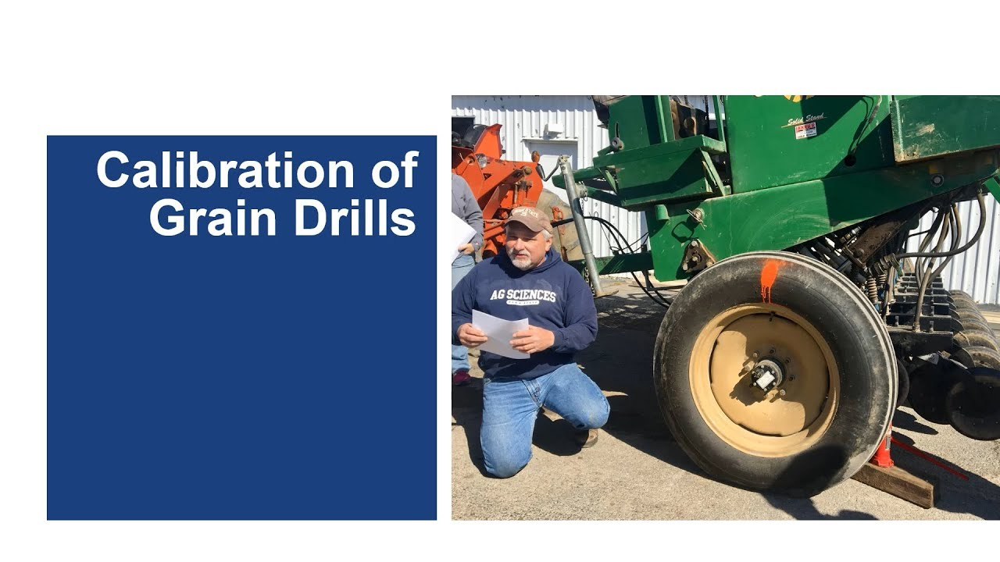 Calibration of
Grain Drills
Solid Stand
AG SCIENCES